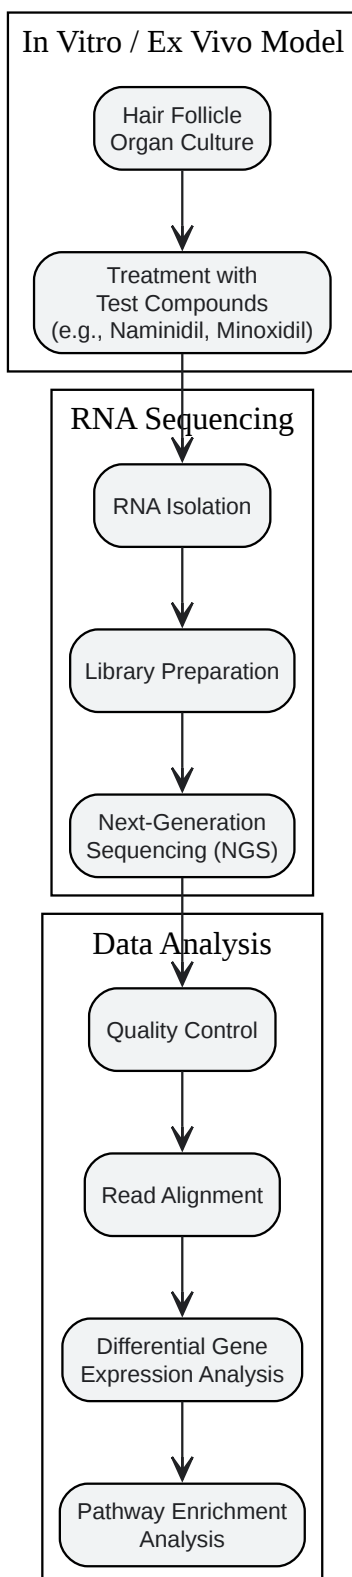 In Vitro / Ex Vivo Model
Hair Follicle
Organ Culture
Treatment with
Test Compounds
(e.g., Naminidil, Minoxidil)
RNA Sequencing
RNA Isolation
Library Preparation
Next-Generation
Sequencing (NGS)
Data Analysis
Quality Control
Read Alignment
Differential Gene
Expression Analysis
Pathway Enrichment
Analysis